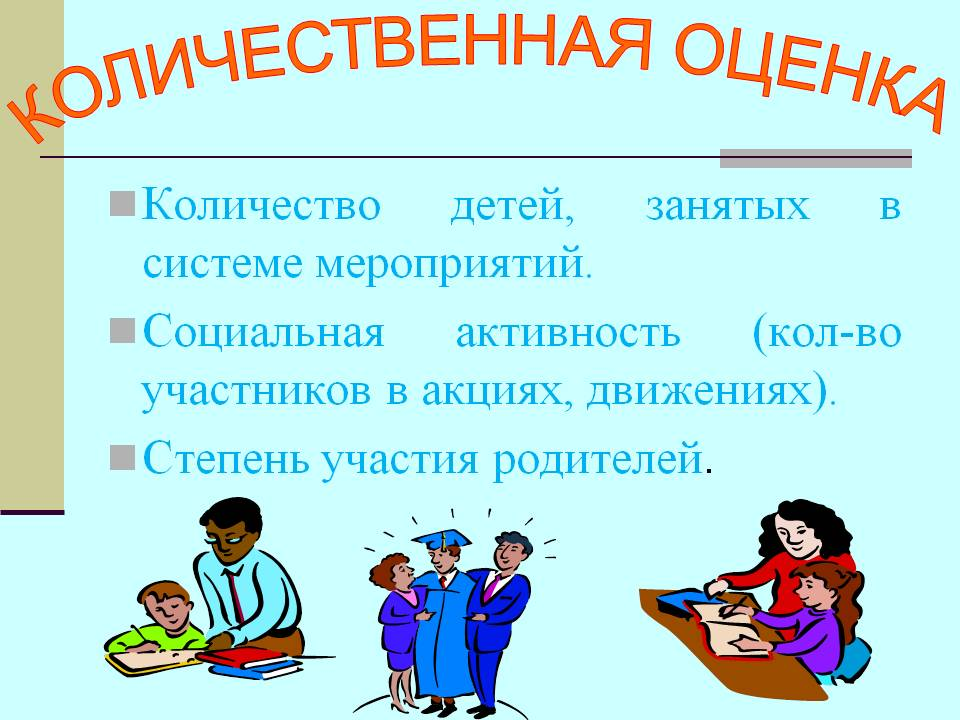 КОЛИЧЕСТВЕННАЯ ОЦЕНКА
Количество детей, занятых в
системе мероприятий.
Социальная активность (кол-во
участников в акциях, движениях).
Степень участия родителей.